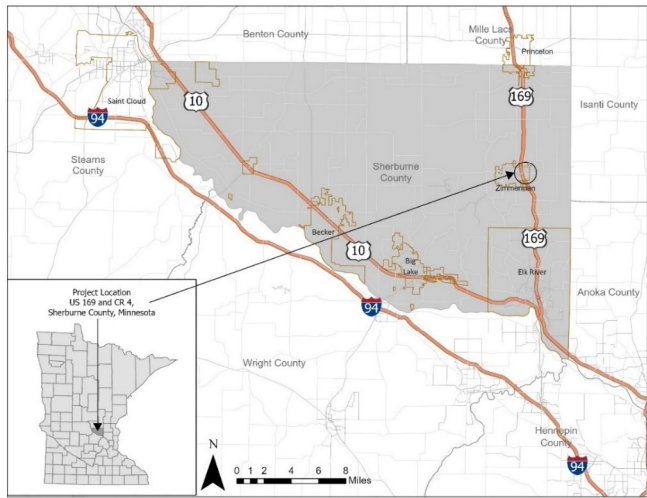 Benton County
Mille Lacs
County
Princeton
10
169
Isanti County
Saint Cloud
94
Stearns
County
Sherburne
County
Zimmerman
Becker
10
169
Big
Lake
Elk River
Anoka County
94
Project Location
US 169 and CR 4,
Sherburne County, Minnesota
Wright County
Hennepin
County
94
N
0 1 2 4 6 8
Miles